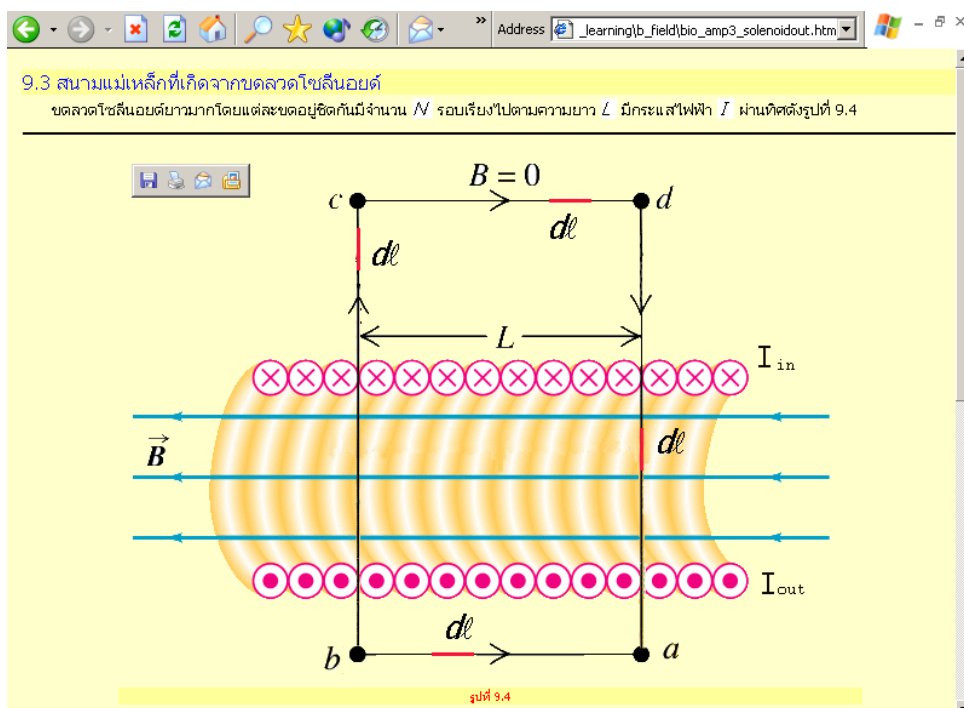 » Address _learning\b_field\bio_amp3_solenoidout.htm
9.3 สนามแม่เหล็กที่เกิดจากขดลวดโซลีนอยด์
ขดลวดโซลีนอยด์ยาวมากโดยแต่ละขดอยู่ชิดกันมีจำนวน N รอบเรียงไปตามความยาว L มีกระแสไฟฟ้า I ผ่านทิศดังรูปที่ 9.4
B = 0
c d
dℓ
dℓ
L
I in
dℓ
B
I out
dℓ
b a
รูปที่ 9.4